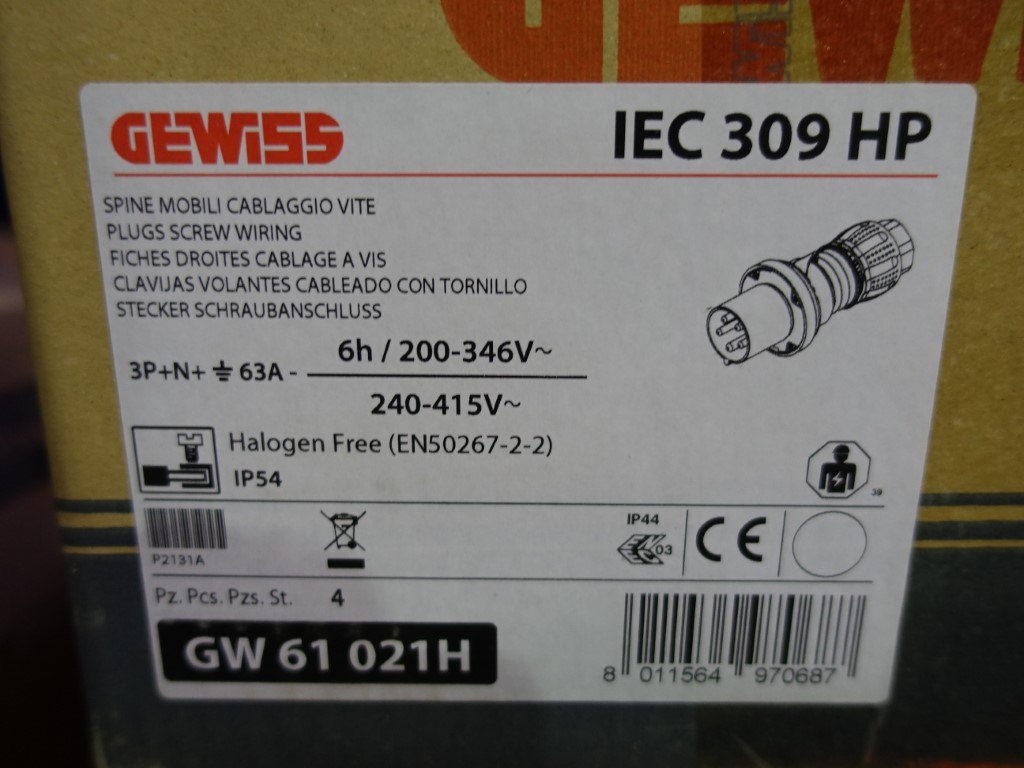 GEWISS
GEWISS
IEC 309 HP
SPINE MOBILI CABLAGGIO VITE
PLUGS SCREW WIRING
FICHES DROITES CABLAGE A VIS
CLAVIJAS VOLANTES CABLEADO CON TORNILLO
STECKER SCHRAUBANSCHLUSS
6h / 200-346V~
3P+N+⏚ 63A -
240-415V~
Halogen Free (EN50267-2-2)
IP54
39
P2131A
IP44
03
CE
Pz. Pcs. Pzs. St. 4
GW 61 021H
8 011564 970687